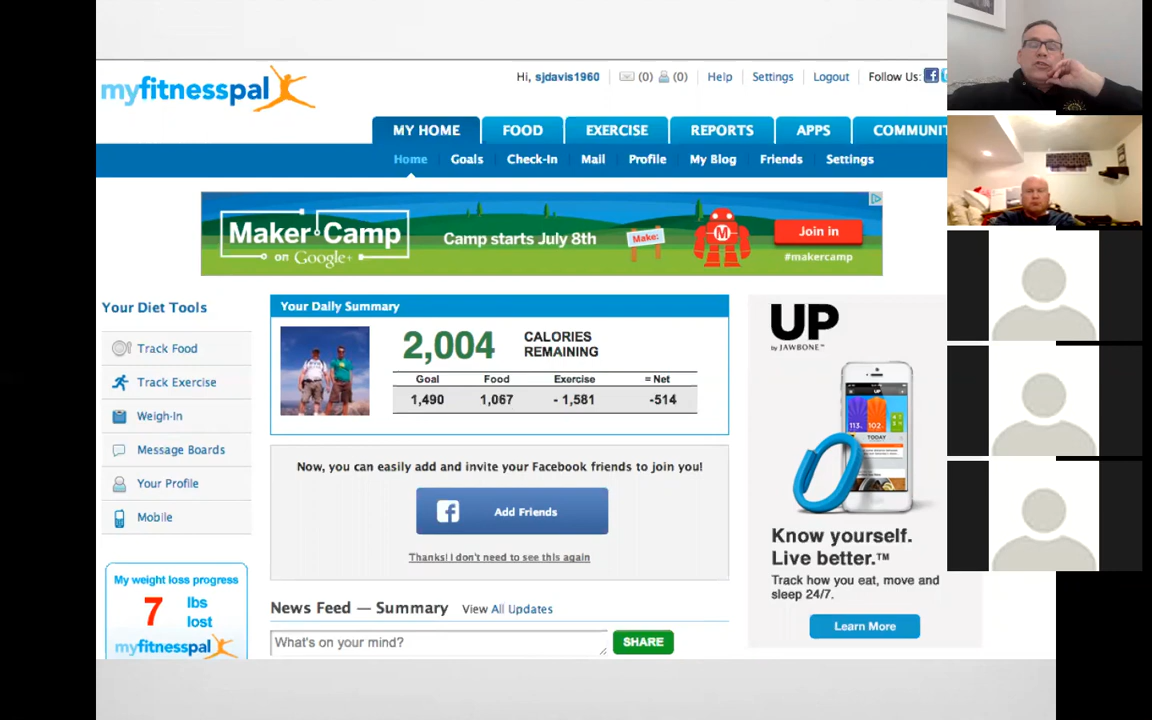 myfitnesspal
Hi, sjdavis1960 (0) (0) Help Settings Logout Follow Us:
MY HOME FOOD EXERCISE REPORTS APPS COMMUNI
Home Goals Check-In Mail Profile My Blog Friends Settings
Maker Camp
on Google+
Camp starts July 8th
Make:
M
Join in
#makercamp
Your Diet Tools
Track Food
Track Exercise
Weigh-In
Message Boards
Your Profile
Mobile
My weight loss progress
7 lbs
lost
myfitnesspal
Your Daily Summary
2,004 CALORIES
REMAINING
Goal Food Exercise = Net
1,490 1,067 - 1,581 -514
Now, you can easily add and invite your Facebook friends to join you!
Add Friends
Thanks! I don't need to see this again
News Feed — Summary View All Updates
What's on your mind?
SHARE
UP
by JAWBONE™
UP
113. 102.
TODAY
Know yourself.
Live better.™
Track how you eat, move and
sleep 24/7.
Learn More